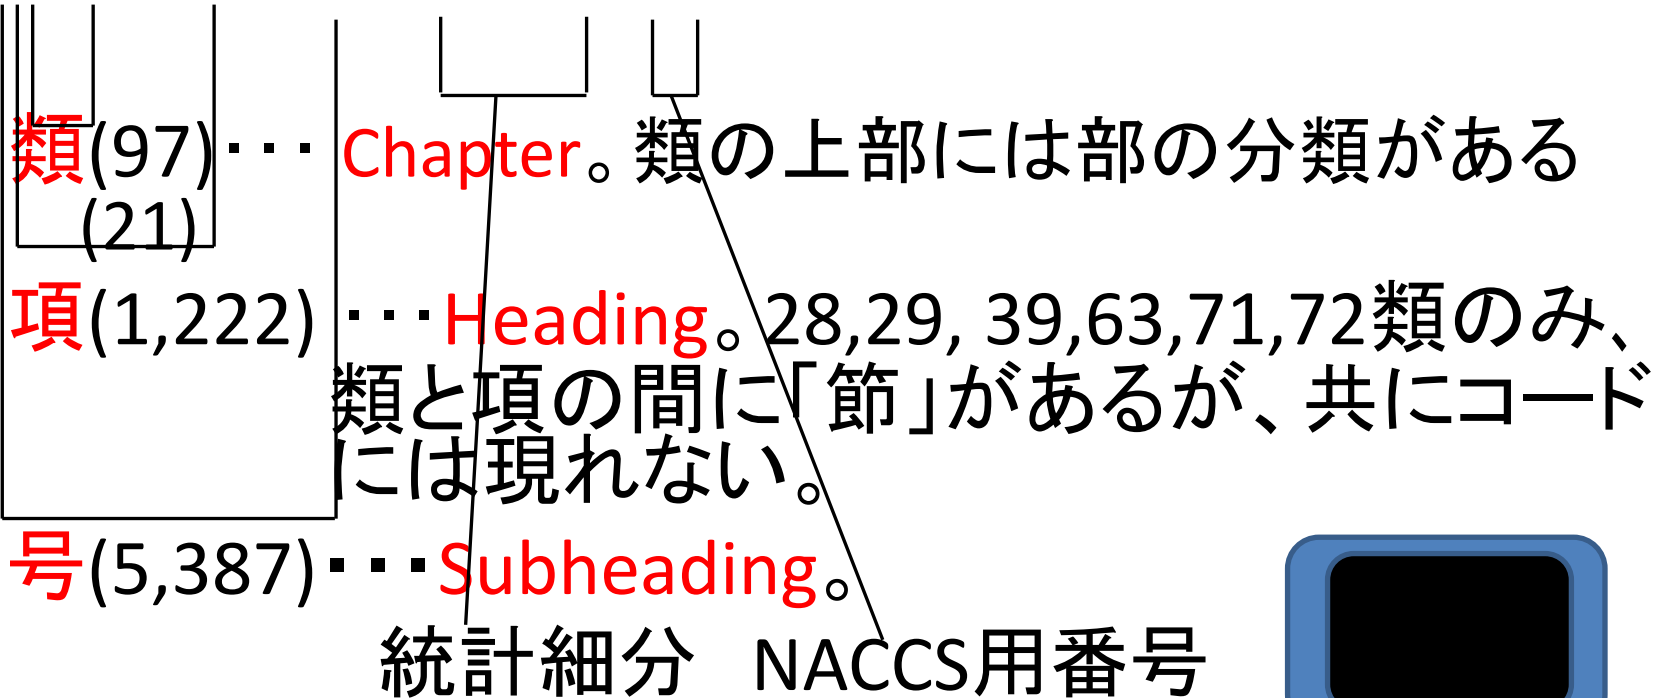 類(97)・・・ Chapter。類の上部には部の分類がある
(21)
項(1,222) ・・・Heading。28,29, 39,63,71,72類のみ、
類と項の間に「節」があるが、共にコード
には現れない。
号(5,387)・・・Subheading。
統計細分　NACCS用番号